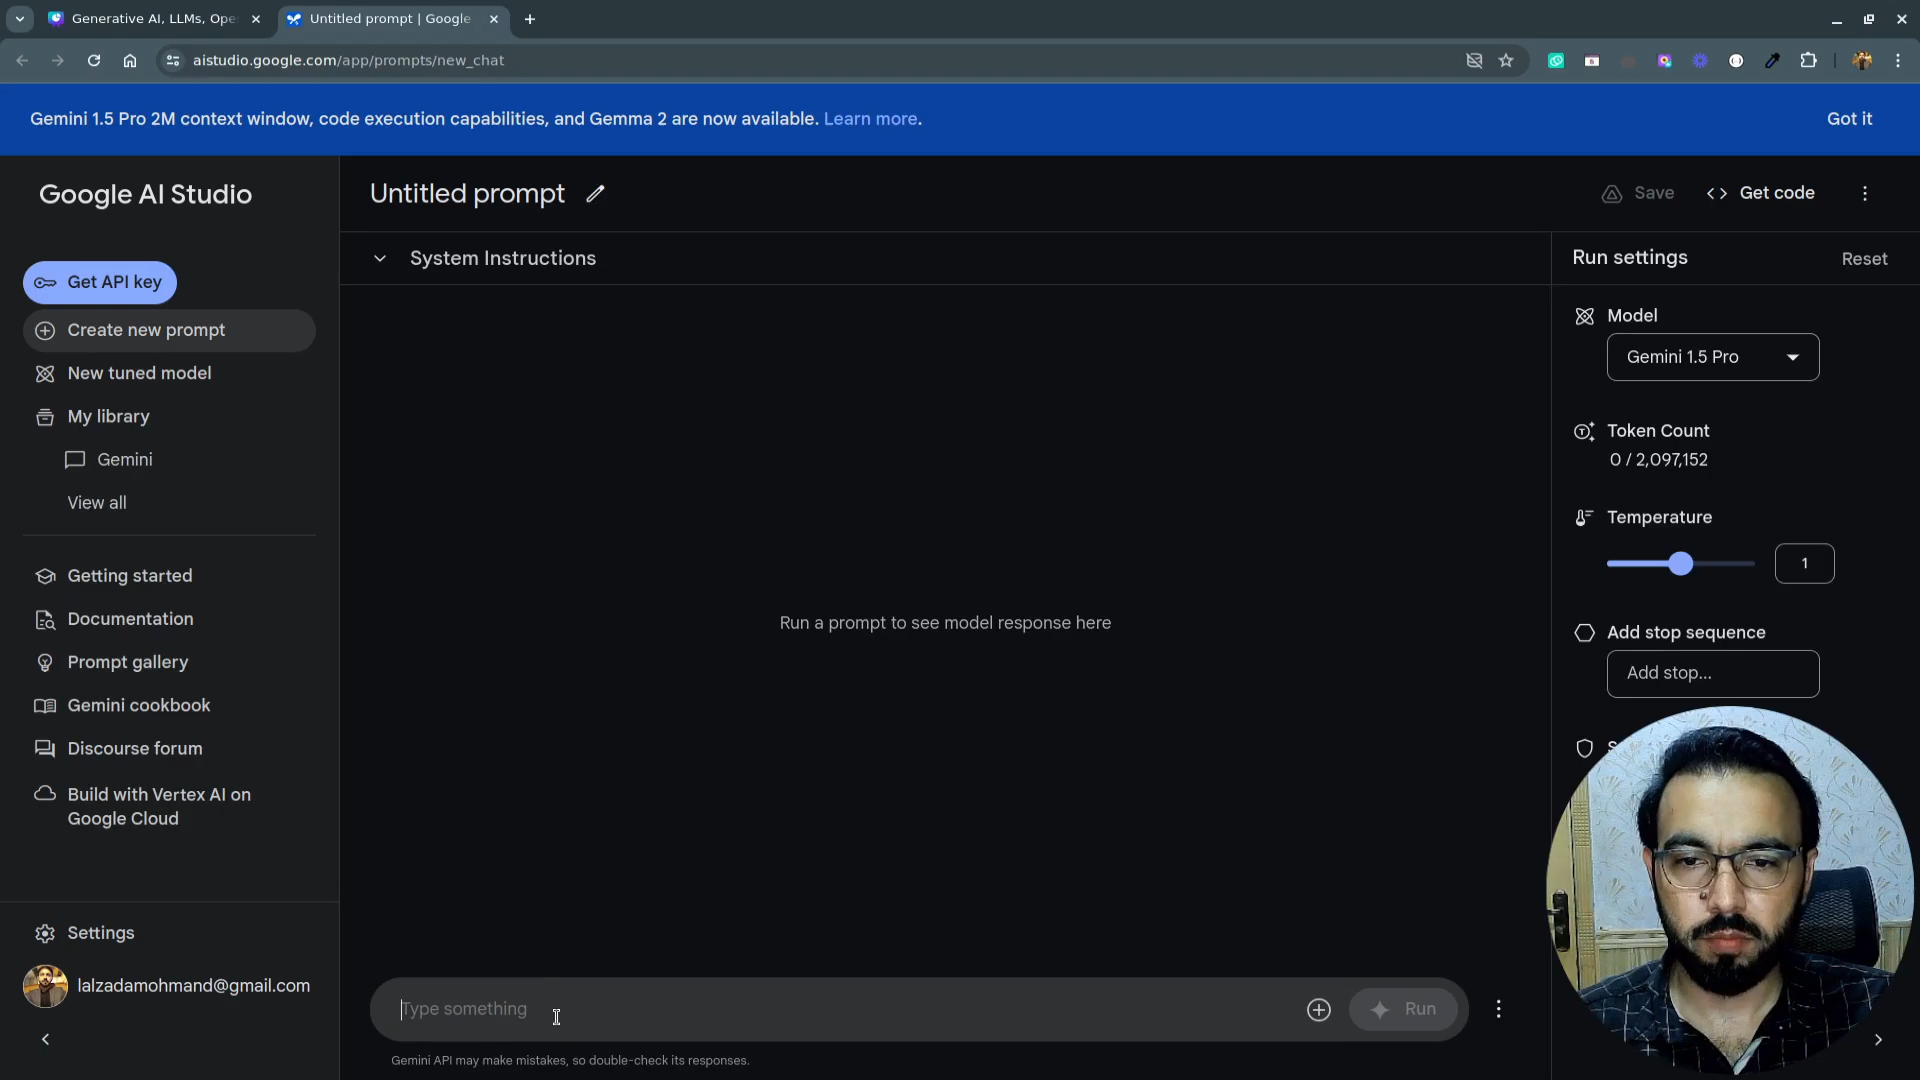 Generative AI, LLMs, Ope
Untitled prompt | Google
aistudio.google.com/app/prompts/new_chat
Gemini 1.5 Pro 2M context window, code execution capabilities, and Gemma 2 are now available. Learn more.
Got it
Google AI Studio
Untitled prompt
Save
Get code
System Instructions
Run settings
Reset
Get API key
Create new prompt
New tuned model
My library
Gemini
View all
Getting started
Documentation
Prompt gallery
Gemini cookbook
Discourse forum
Build with Vertex AI on
Google Cloud
Settings
lalzadamohmand@gmail.com
Run a prompt to see model response here
Model
Gemini 1.5 Pro
Token Count
0 / 2,097,152
Temperature
1
Add stop sequence
Add stop...
Type something
Run
Gemini API may make mistakes, so double-check its responses.